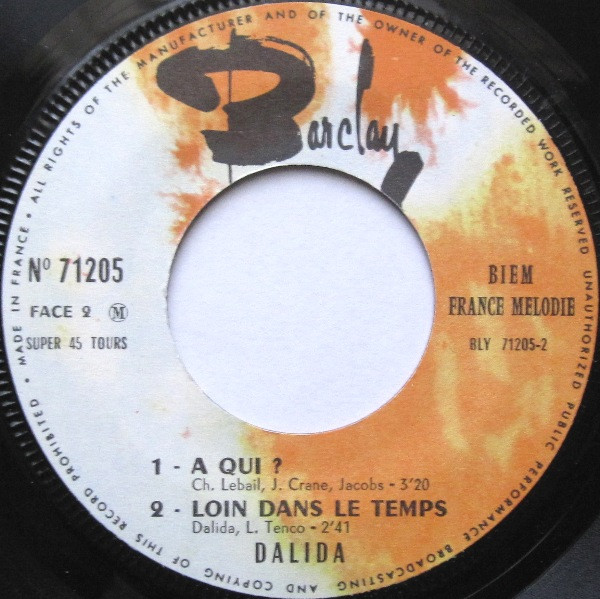 MADE IN FRANCE • ALL RIGHTS OF THE MANUFACTURER AND OF THE OWNER OF THE RECORDED WORK RESERVED UNAUTHORIZED PUBLIC PERFORMANCE BROADCASTING AND COPYING OF THIS RECORD PROHIBITED •
Barclay
Nº 71205
FACE 2 M
SUPER 45 TOURS
BIEM
FRANCE MELODIE
BLY 71205-2
1 - A QUI ?
Ch. Lebail, J. Crane, Jacobs - 3'20
2 - LOIN DANS LE TEMPS
Dalida, L. Tenco - 2'41
DALIDA